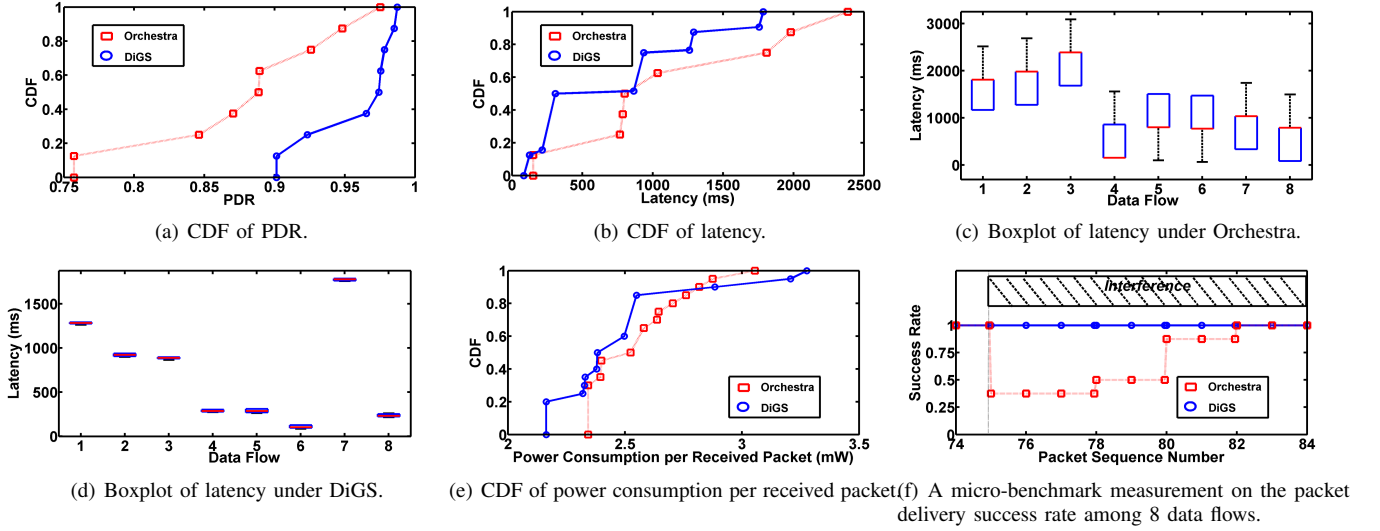 1
0.8
0.6
0.4
0.2
0
CDF
Orchestra
DiGS
0.75
0.8
0.85
0.9
0.95
1
PDR
(a) CDF of PDR.
1
0.8
0.6
0.4
0.2
0
CDF
Orchestra
DiGS
0
500
1000
1500
2000
2500
Latency (ms)
(b) CDF of latency.
3000
2000
1000
0
Latency (ms)
1 2 3 4 5 6 7 8
Data Flow
(c) Boxplot of latency under Orchestra.
1500
1000
500
0
Latency (ms)
1 2 3 4 5 6 7 8
Data Flow
(d) Boxplot of latency under DiGS.
1
0.8
0.6
0.4
0.2
0
CDF
Orchestra
DiGS
2
2.5
3
3.5
Power Consumption per Received Packet (mW)
(e) CDF of power consumption per received packet.
Interference
1
0.75
0.5
0.25
0
Success Rate
Orchestra
DiGS
74 76 78 80 82 84
Packet Sequence Number
(f) A micro-benchmark measurement on the packet
delivery success rate among 8 data flows.